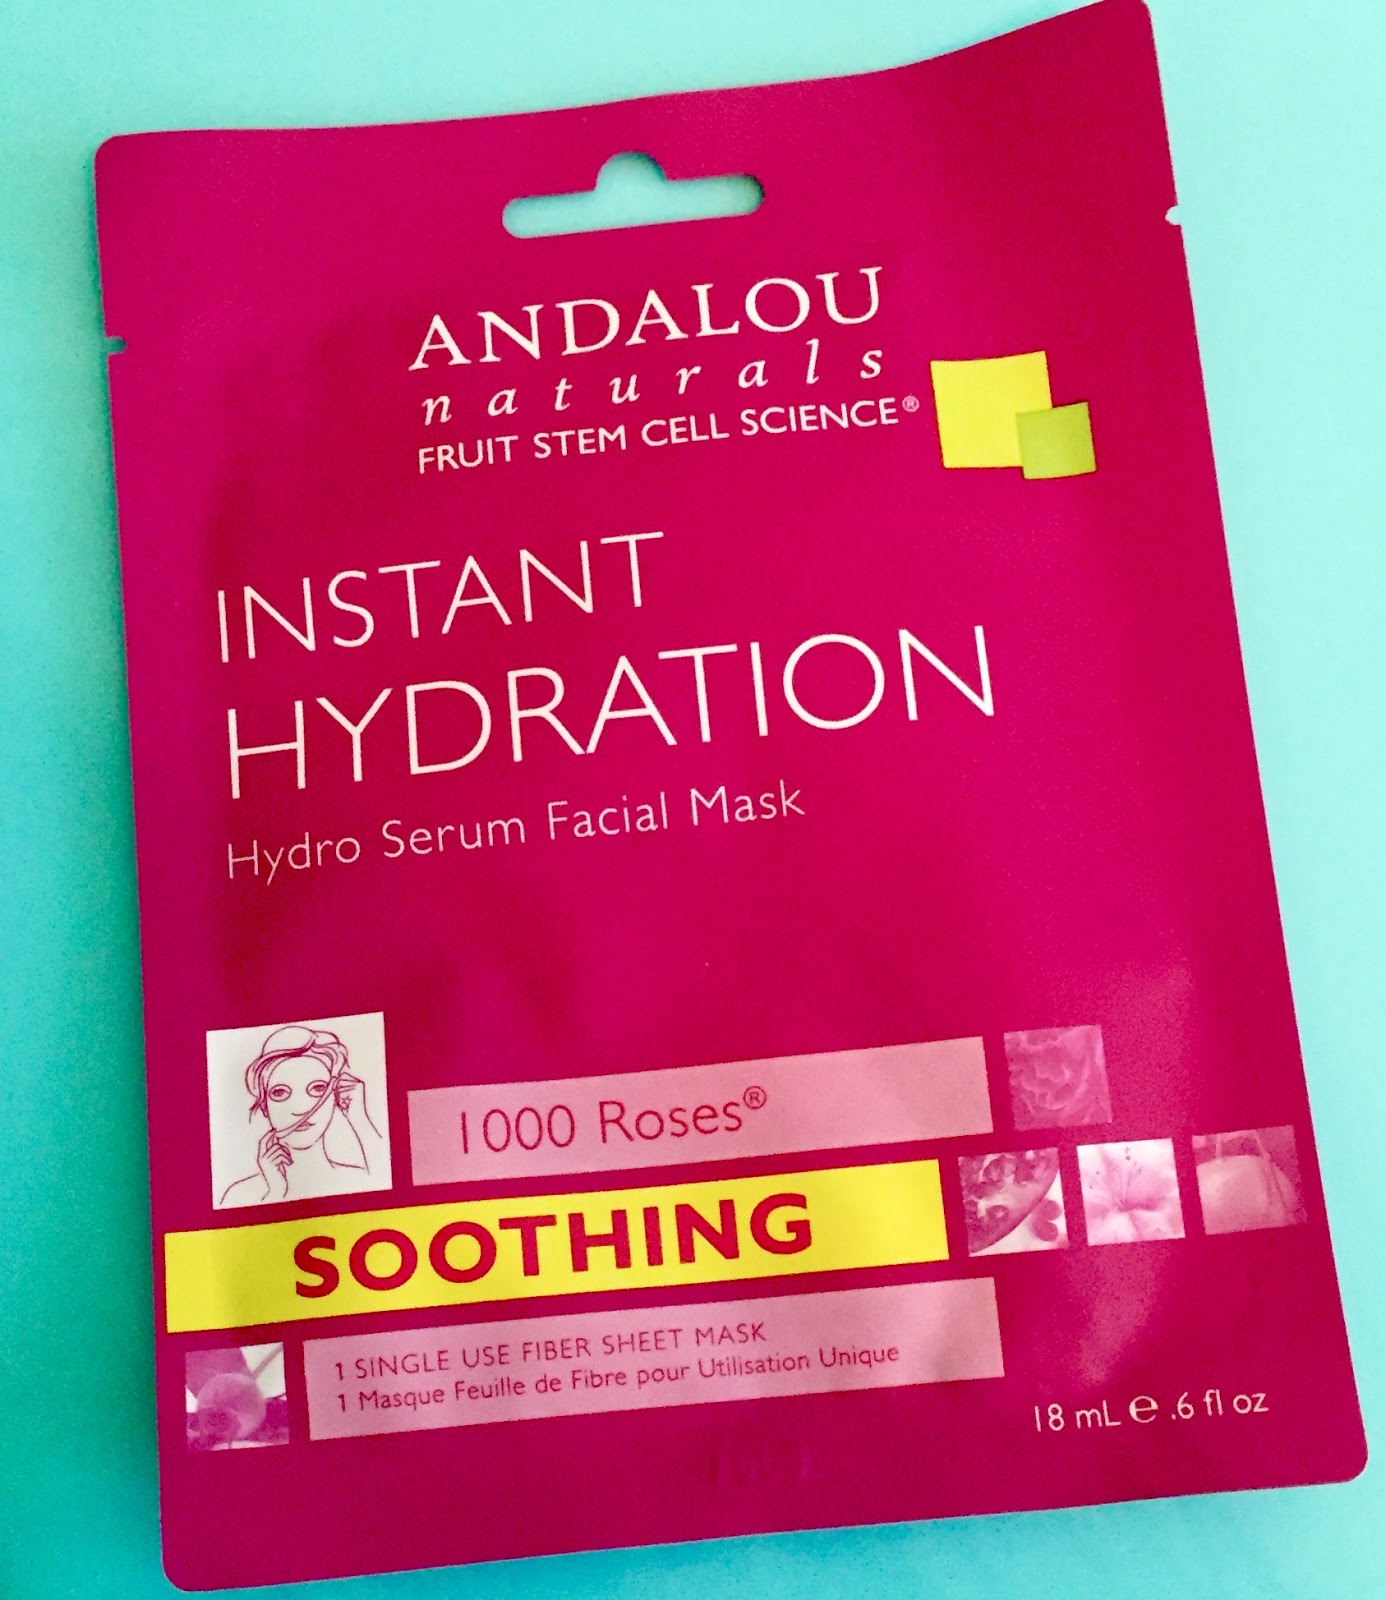 ANDALOU
naturals
FRUIT STEM CELL SCIENCE®
INSTANT
HYDRATION
Hydro Serum Facial Mask
1000 Roses®
SOOTHING
1 SINGLE USE FIBER SHEET MASK
1 Masque Feuille de Fibre pour Utilisation Unique
18 mL ℮ .6 fl oz